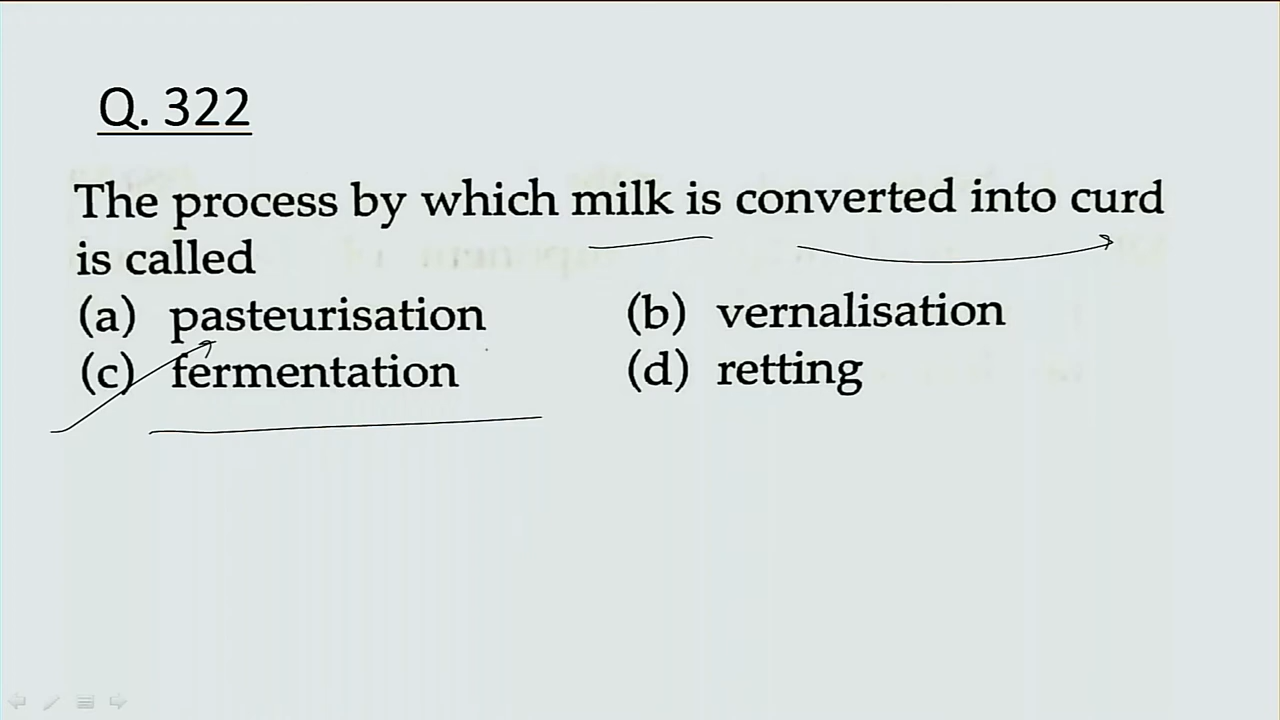 Q. 322
The process by which milk is converted into curd
is called
(a) pasteurisation (b) vernalisation
(c) fermentation (d) retting